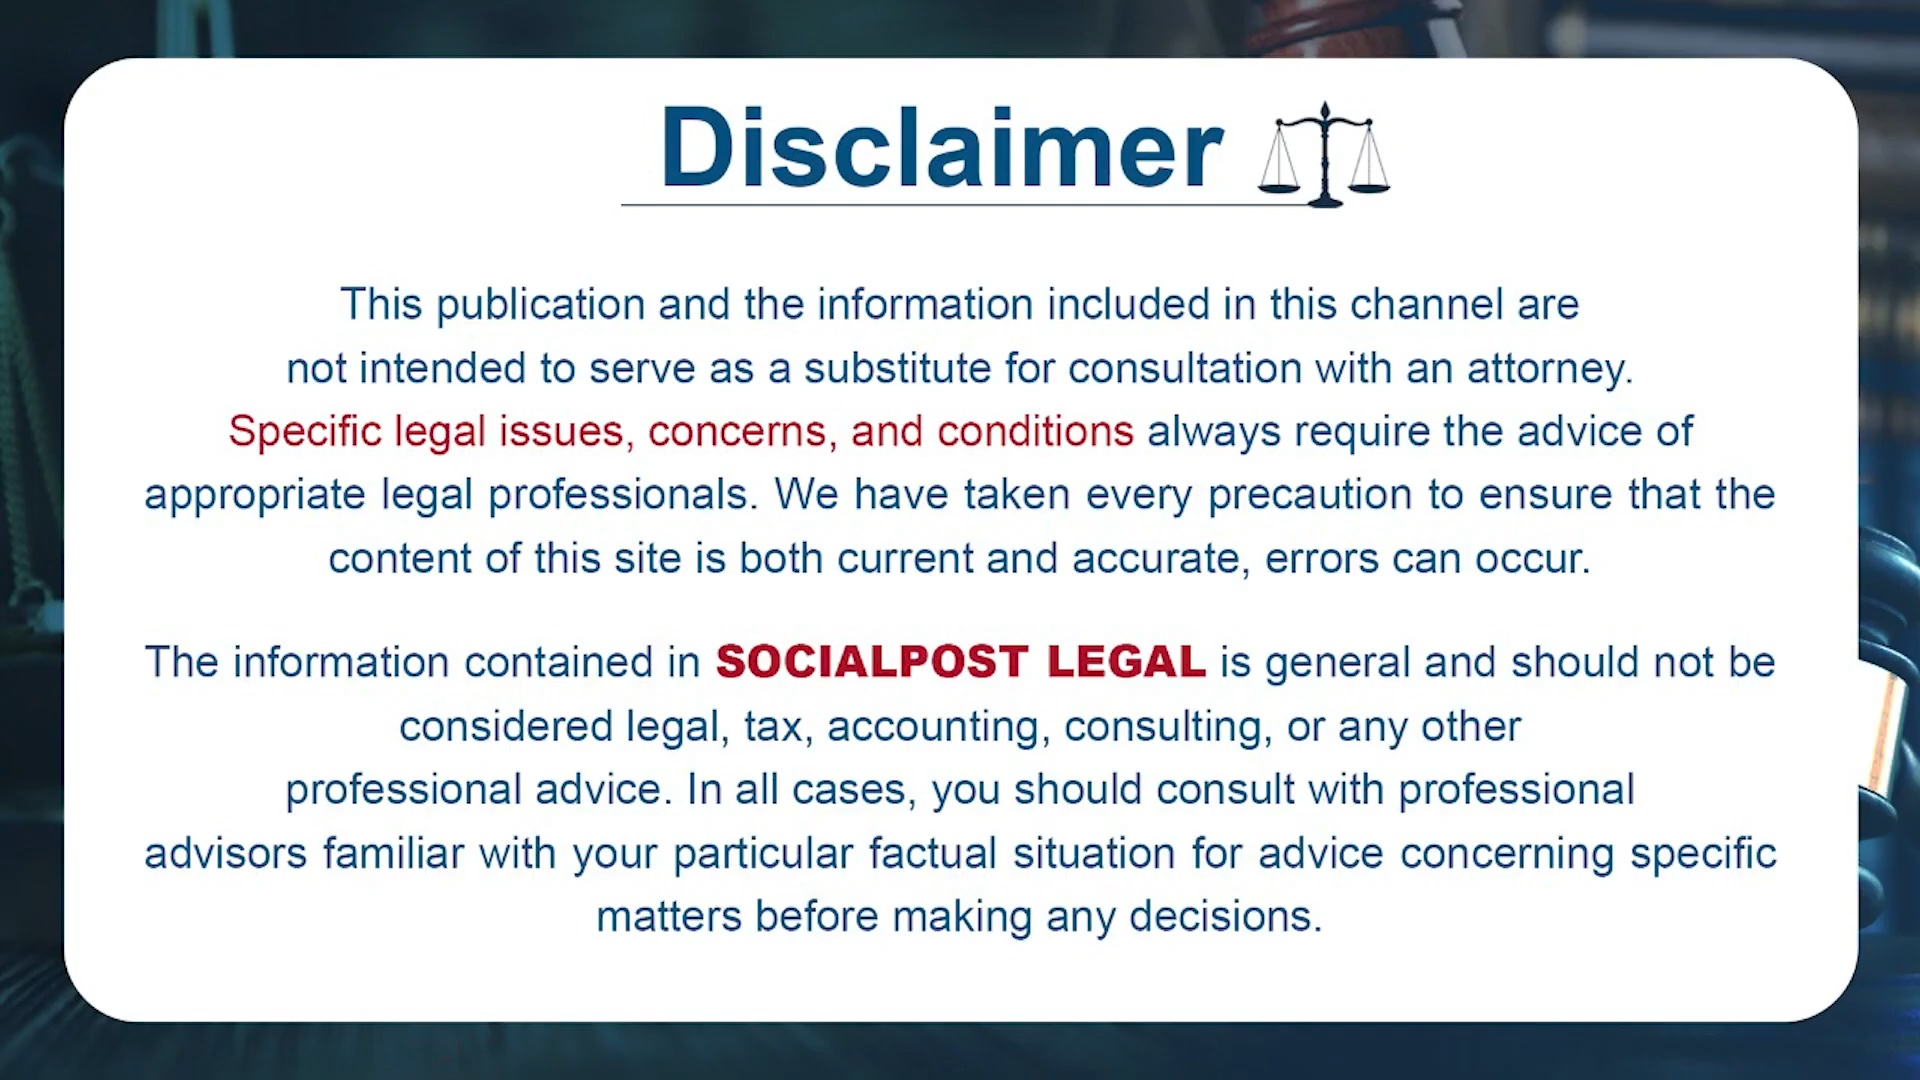 Disclaimer
This publication and the information included in this channel are
not intended to serve as a substitute for consultation with an attorney.
Specific legal issues, concerns, and conditions always require the advice of
appropriate legal professionals. We have taken every precaution to ensure that the
content of this site is both current and accurate, errors can occur.
The information contained in SOCIALPOST LEGAL is general and should not be
considered legal, tax, accounting, consulting, or any other
professional advice. In all cases, you should consult with professional
advisors familiar with your particular factual situation for advice concerning specific
matters before making any decisions.